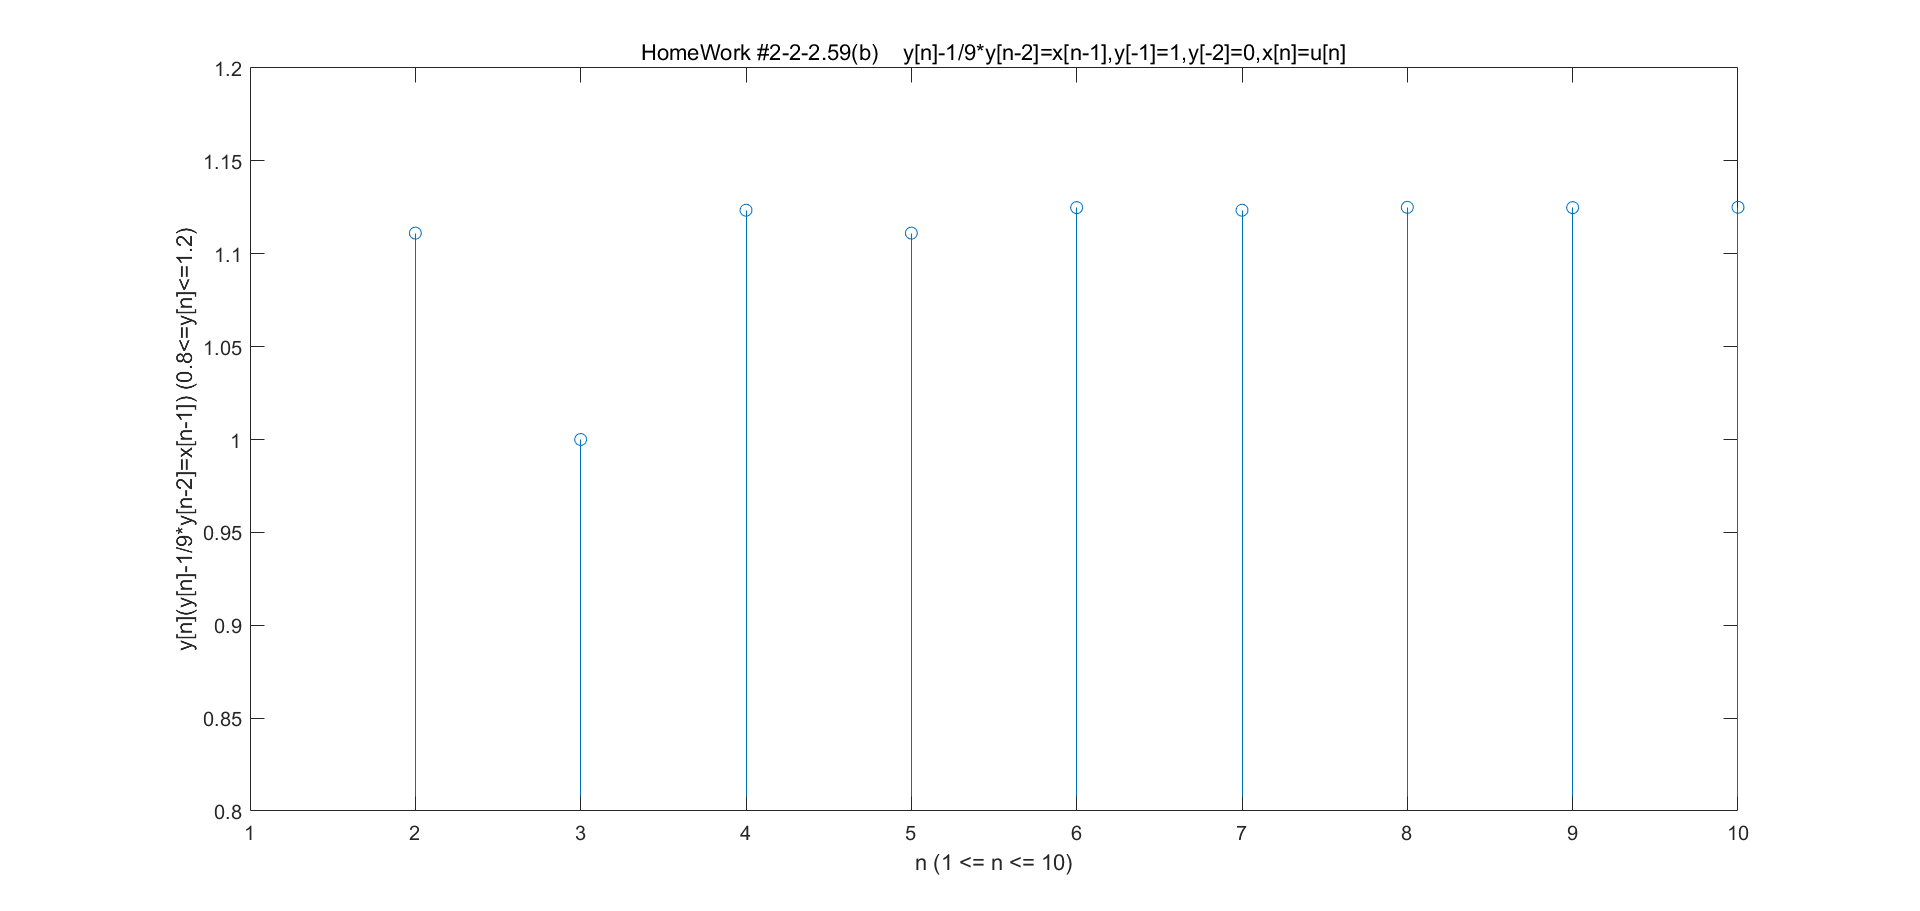 HomeWork #2-2-2.59(b)    y[n]-1/9*y[n-2]=x[n-1],y[-1]=1,y[-2]=0,x[n]=u[n]
y[n](y[n]-1/9*y[n-2]=x[n-1]) (0.8<=y[n]<=1.2)
1.2
1.15
1.1
1.05
1
0.95
0.9
0.85
0.8
1 2 3 4 5 6 7 8 9 10
n (1 <= n <= 10)